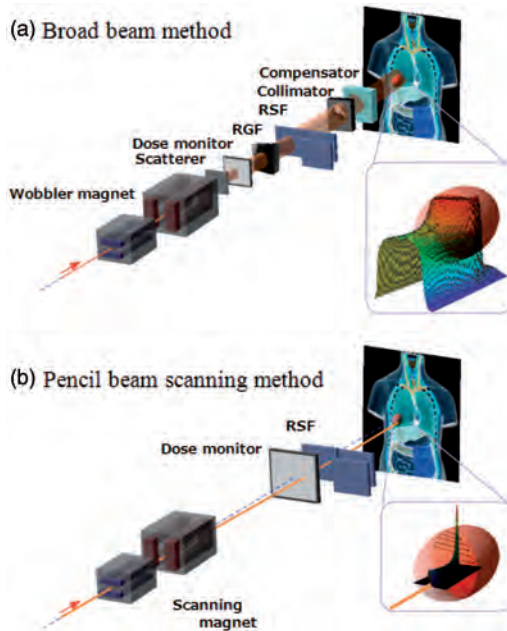 (a) Broad beam method
Compensator
Collimator
RSF
RGF
Dose monitor
Scatterer
Wobbler magnet
(b) Pencil beam scanning method
RSF
Dose monitor
Scanning
magnet